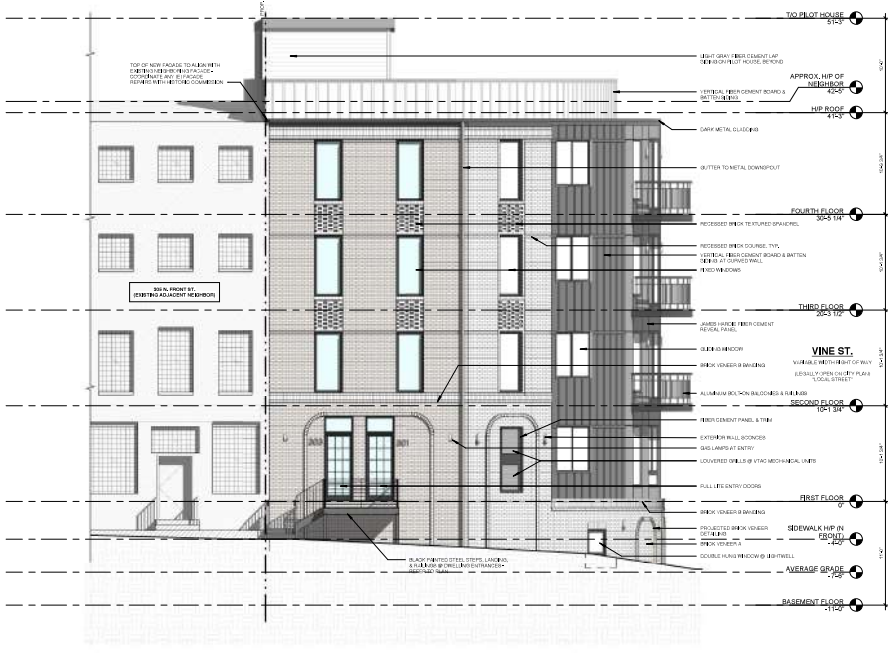 T/O PILOT HOUSE
51'-3"
TOP OF NEW FACADE TO ALIGN WITH
EXISTING NEIGHBORING FACADE -
COORDINATE ANY
FACADE
REPAIRS WITH HISTORIC COMMISSION
LIGHT GRAY FIBER CEMENT LAP
SIDING ON PILOT HOUSE, BEYOND
APPROX. H/P OF
NEIGHBOR
42'-5"
VERTICAL FIBER CEMENT BOARD &
BATTEN SIDING
H/P ROOF
41'-3"
DARK METAL CLADDING
GUTTER TO METAL DOWNSPOUT
FOURTH FLOOR
30'-5 1/4"
RECESSED BRICK TEXTURED SPANDREL
RECESSED BRICK COURSE, TYP.
VERTICAL FIBER CEMENT BOARD & BATTEN
SIDING AT CURVED WALL
FIXED WINDOWS
305 N. FRONT ST.
(EXISTING ADJACENT NEIGHBOR)
THIRD FLOOR
20'-3 1/2"
JAMES HARDIE FIBER CEMENT
REVEAL PANEL
GLIDING WINDOW
VINE ST.
VARIABLE WIDTH RIGHT OF WAY
(LEGALLY OPEN ON CITY PLAN)
"LOCAL STREET"
BRICK VENEER B BANDING
ALUMINUM BOLT-ON BALCONIES & RAILINGS
SECOND FLOOR
10'-1 3/4"
FIBER CEMENT PANEL & TRIM
303
301
EXTERIOR WALL SCONCES
GAS LAMPS AT ENTRY
LOUVERED GRILLS @ VTAC MECHANICAL UNITS
FULL LITE ENTRY DOORS
FIRST FLOOR
0"
BRICK VENEER B BANDING
PROJECTED BRICK VENEER
DETAILING
SIDEWALK H/P (IN
FRONT)
-4'-0"
BRICK VENEER A
DOUBLE HUNG WINDOW @ LIGHTWELL
BLACK PAINTED STEEL STEPS, LANDING,
& RAILINGS @ DWELLING ENTRANCES -
REFER TO PLAN
AVERAGE GRADE
-7'-6"
BASEMENT FLOOR
-11'-0"